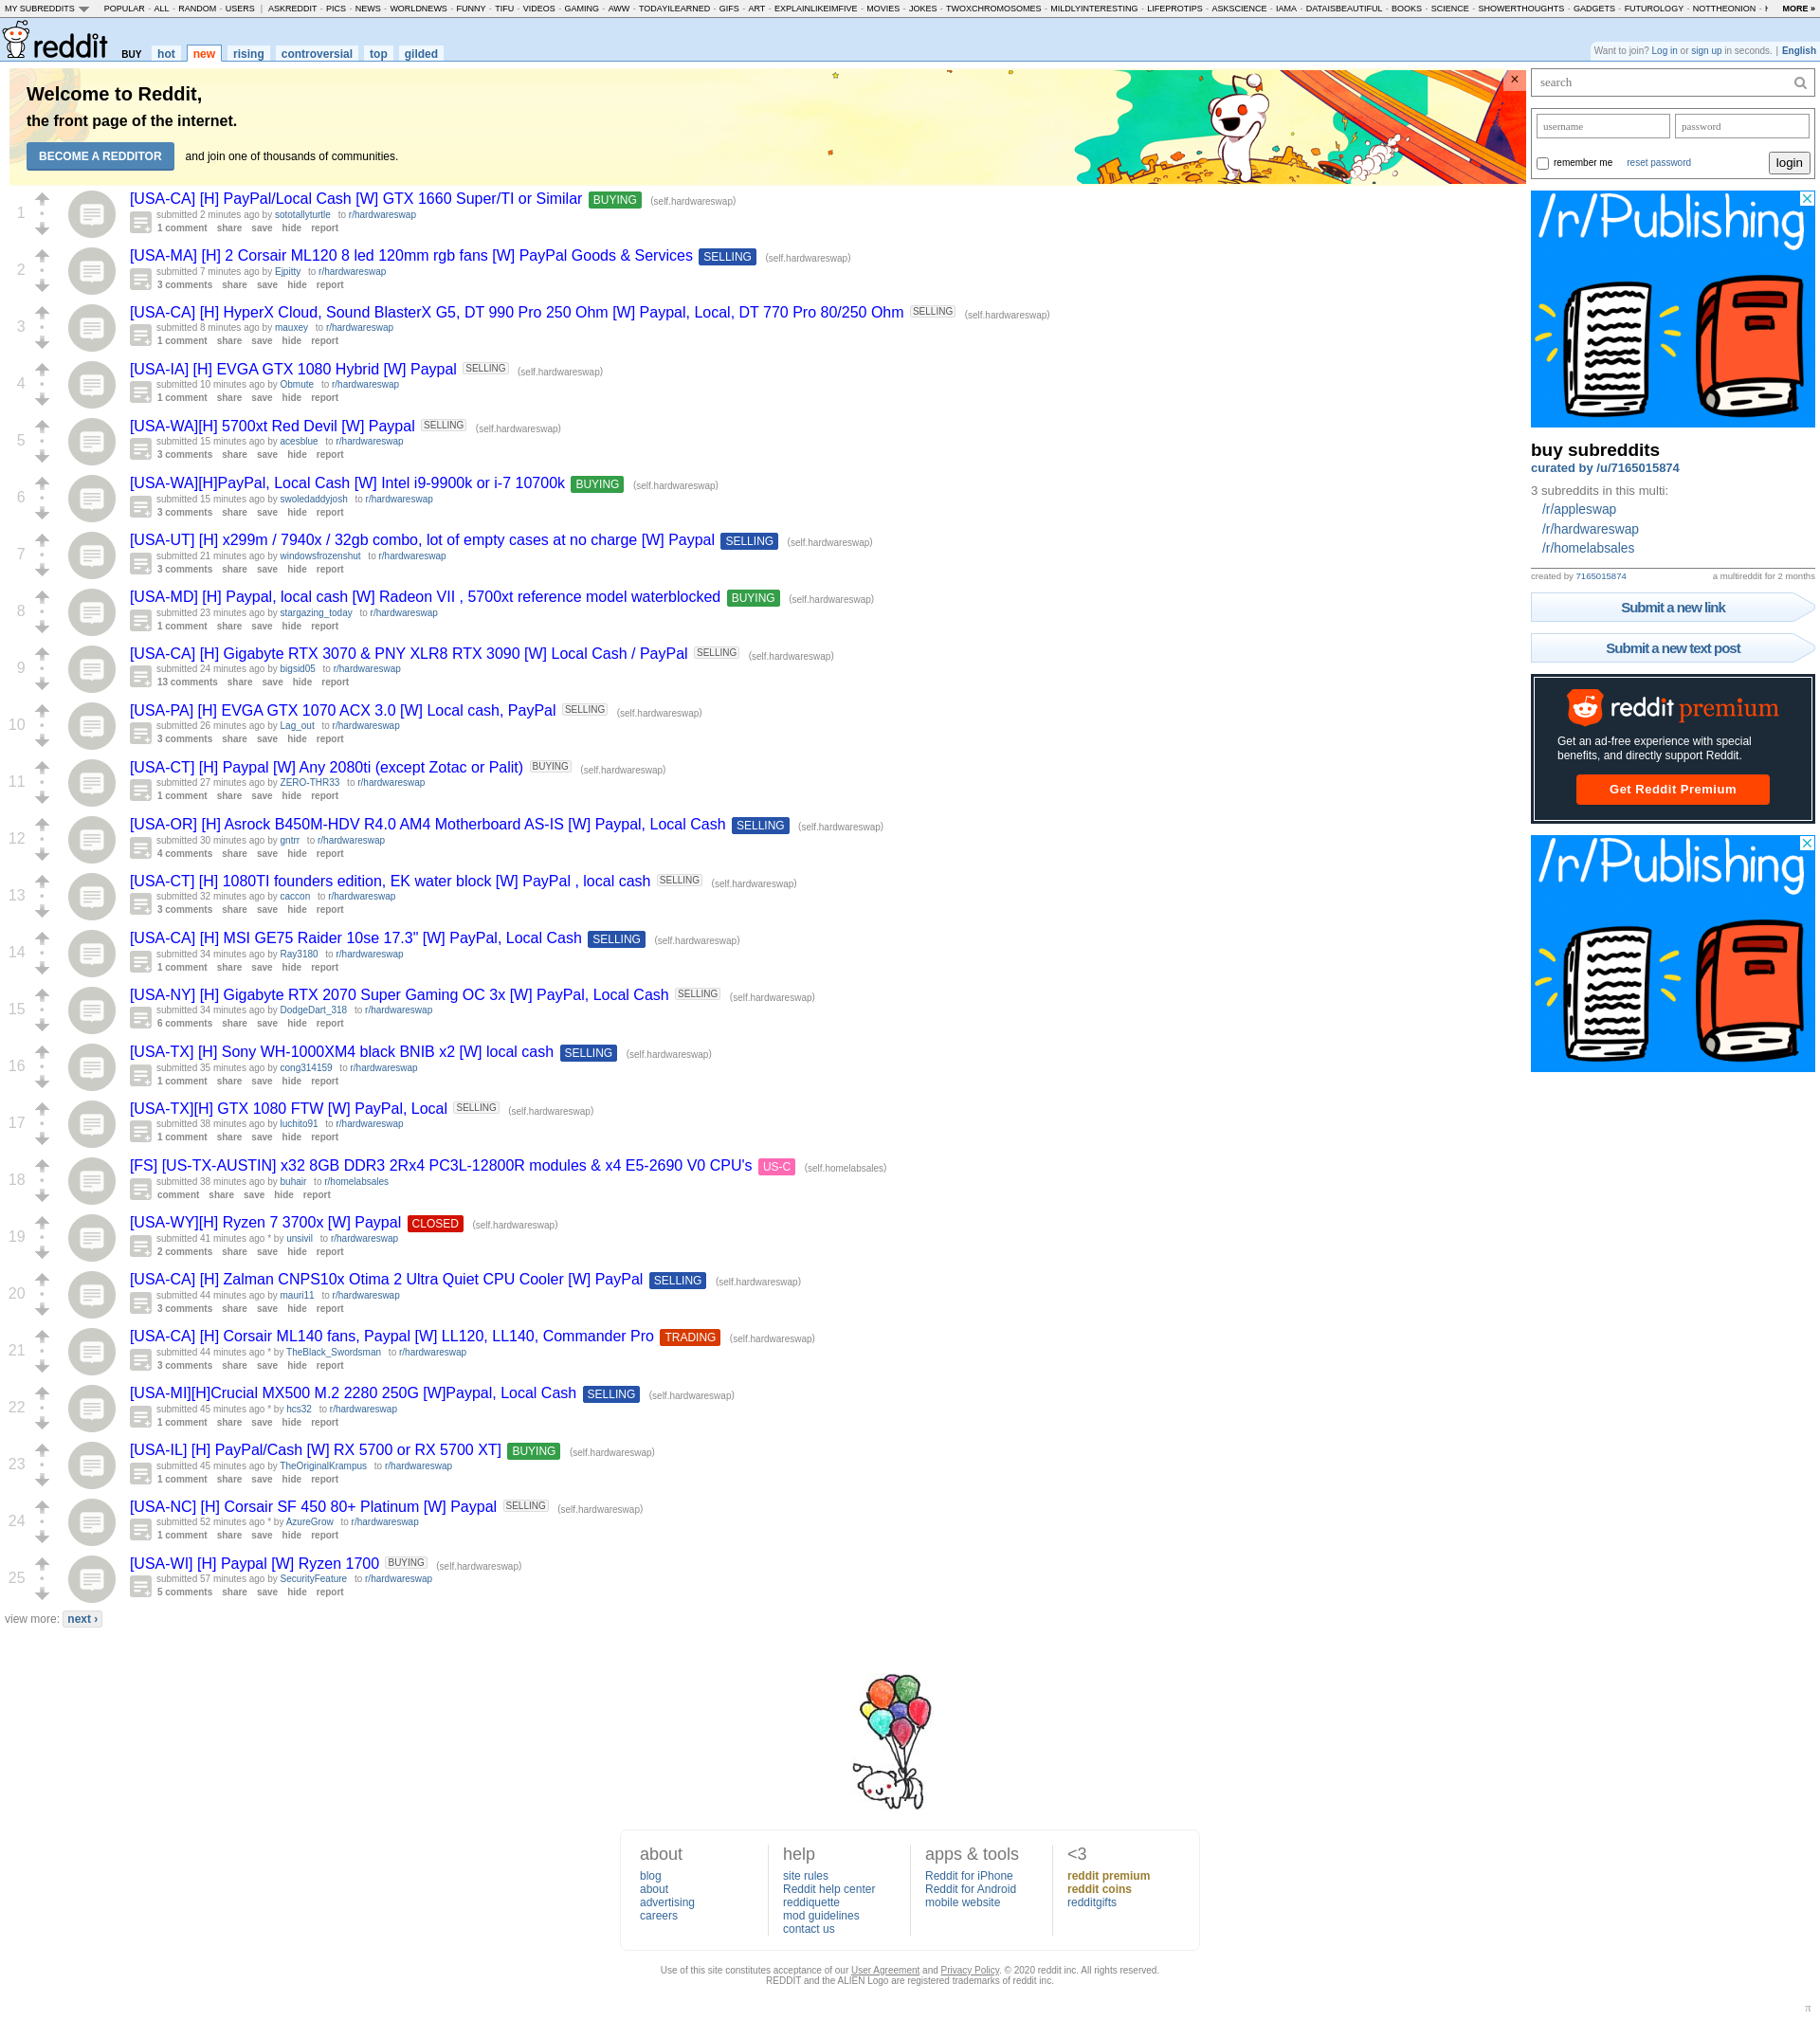 MY SUBREDDITS POPULAR - ALL - RANDOM - USERS | ASKREDDIT - PICS - NEWS - WORLDNEWS - FUNNY - TIFU - VIDEOS - GAMING - AWW - TODAYILEARNED - GIFS - ART - EXPLAINLIKEIMFIVE - MOVIES - JOKES - TWOXCHROMOSOMES - MILDLYINTERESTING - LIFEPROTIPS - ASKSCIENCE - IAMA - DATAISBEAUTIFUL - BOOKS - SCIENCE - SHOWERTHOUGHTS - GADGETS - FUTUROLOGY - NOTTHEONION - MORE »
reddit BUY hot new rising controversial top gilded
Want to join? Log in or sign up in seconds. | English
Welcome to Reddit,
the front page of the internet.
BECOME A REDDITOR and join one of thousands of communities.
×
1
[USA-CA] [H] PayPal/Local Cash [W] GTX 1660 Super/TI or Similar BUYING (self.hardwareswap)
submitted 2 minutes ago by sototallyturtle to r/hardwareswap
1 comment share save hide report
2
[USA-MA] [H] 2 Corsair ML120 8 led 120mm rgb fans [W] PayPal Goods & Services SELLING (self.hardwareswap)
submitted 7 minutes ago by Ejpitty to r/hardwareswap
3 comments share save hide report
3
[USA-CA] [H] HyperX Cloud, Sound BlasterX G5, DT 990 Pro 250 Ohm [W] Paypal, Local, DT 770 Pro 80/250 Ohm SELLING (self.hardwareswap)
submitted 8 minutes ago by mauxey to r/hardwareswap
1 comment share save hide report
4
[USA-IA] [H] EVGA GTX 1080 Hybrid [W] Paypal SELLING (self.hardwareswap)
submitted 10 minutes ago by Obmute to r/hardwareswap
1 comment share save hide report
5
[USA-WA][H] 5700xt Red Devil [W] Paypal SELLING (self.hardwareswap)
submitted 15 minutes ago by acesblue to r/hardwareswap
3 comments share save hide report
6
[USA-WA][H]PayPal, Local Cash [W] Intel i9-9900k or i-7 10700k BUYING (self.hardwareswap)
submitted 15 minutes ago by swoledaddyjosh to r/hardwareswap
3 comments share save hide report
7
[USA-UT] [H] x299m / 7940x / 32gb combo, lot of empty cases at no charge [W] Paypal SELLING (self.hardwareswap)
submitted 21 minutes ago by windowsfrozenshut to r/hardwareswap
3 comments share save hide report
8
[USA-MD] [H] Paypal, local cash [W] Radeon VII , 5700xt reference model waterblocked BUYING (self.hardwareswap)
submitted 23 minutes ago by stargazing_today to r/hardwareswap
1 comment share save hide report
9
[USA-CA] [H] Gigabyte RTX 3070 & PNY XLR8 RTX 3090 [W] Local Cash / PayPal SELLING (self.hardwareswap)
submitted 24 minutes ago by bigsid05 to r/hardwareswap
13 comments share save hide report
10
[USA-PA] [H] EVGA GTX 1070 ACX 3.0 [W] Local cash, PayPal SELLING (self.hardwareswap)
submitted 26 minutes ago by Lag_out to r/hardwareswap
3 comments share save hide report
11
[USA-CT] [H] Paypal [W] Any 2080ti (except Zotac or Palit) BUYING (self.hardwareswap)
submitted 27 minutes ago by ZERO-THR33 to r/hardwareswap
1 comment share save hide report
12
[USA-OR] [H] Asrock B450M-HDV R4.0 AM4 Motherboard AS-IS [W] Paypal, Local Cash SELLING (self.hardwareswap)
submitted 30 minutes ago by gntrr to r/hardwareswap
4 comments share save hide report
13
[USA-CT] [H] 1080TI founders edition, EK water block [W] PayPal , local cash SELLING (self.hardwareswap)
submitted 32 minutes ago by caccon to r/hardwareswap
3 comments share save hide report
14
[USA-CA] [H] MSI GE75 Raider 10se 17.3" [W] PayPal, Local Cash SELLING (self.hardwareswap)
submitted 34 minutes ago by Ray3180 to r/hardwareswap
1 comment share save hide report
15
[USA-NY] [H] Gigabyte RTX 2070 Super Gaming OC 3x [W] PayPal, Local Cash SELLING (self.hardwareswap)
submitted 34 minutes ago by DodgeDart_318 to r/hardwareswap
6 comments share save hide report
16
[USA-TX] [H] Sony WH-1000XM4 black BNIB x2 [W] local cash SELLING (self.hardwareswap)
submitted 35 minutes ago by cong314159 to r/hardwareswap
1 comment share save hide report
17
[USA-TX][H] GTX 1080 FTW [W] PayPal, Local SELLING (self.hardwareswap)
submitted 38 minutes ago by luchito91 to r/hardwareswap
1 comment share save hide report
18
[FS] [US-TX-AUSTIN] x32 8GB DDR3 2Rx4 PC3L-12800R modules & x4 E5-2690 V0 CPU's US-C (self.homelabsales)
submitted 38 minutes ago by buhair to r/homelabsales
comment share save hide report
19
[USA-WY][H] Ryzen 7 3700x [W] Paypal CLOSED (self.hardwareswap)
submitted 41 minutes ago * by unsivil to r/hardwareswap
2 comments share save hide report
20
[USA-CA] [H] Zalman CNPS10x Otima 2 Ultra Quiet CPU Cooler [W] PayPal SELLING (self.hardwareswap)
submitted 44 minutes ago by mauri11 to r/hardwareswap
3 comments share save hide report
21
[USA-CA] [H] Corsair ML140 fans, Paypal [W] LL120, LL140, Commander Pro TRADING (self.hardwareswap)
submitted 44 minutes ago * by TheBlack_Swordsman to r/hardwareswap
3 comments share save hide report
22
[USA-MI][H]Crucial MX500 M.2 2280 250G [W]Paypal, Local Cash SELLING (self.hardwareswap)
submitted 45 minutes ago * by hcs32 to r/hardwareswap
1 comment share save hide report
23
[USA-IL] [H] PayPal/Cash [W] RX 5700 or RX 5700 XT] BUYING (self.hardwareswap)
submitted 45 minutes ago by TheOriginalKrampus to r/hardwareswap
1 comment share save hide report
24
[USA-NC] [H] Corsair SF 450 80+ Platinum [W] Paypal SELLING (self.hardwareswap)
submitted 52 minutes ago * by AzureGrow to r/hardwareswap
1 comment share save hide report
25
[USA-WI] [H] Paypal [W] Ryzen 1700 BUYING (self.hardwareswap)
submitted 57 minutes ago by SecurityFeature to r/hardwareswap
5 comments share save hide report
view more: next ›
search
username password
remember me reset password login
/r/Publishing
buy subreddits
curated by /u/7165015874
3 subreddits in this multi:
/r/appleswap
/r/hardwareswap
/r/homelabsales
created by 7165015874 a multireddit for 2 months
Submit a new link
Submit a new text post
reddit premium
Get an ad-free experience with special
benefits, and directly support Reddit.
Get Reddit Premium
/r/Publishing
about
blog
about
advertising
careers
help
site rules
Reddit help center
reddiquette
mod guidelines
contact us
apps & tools
Reddit for iPhone
Reddit for Android
mobile website
<3
reddit premium
reddit coins
redditgifts
Use of this site constitutes acceptance of our User Agreement and Privacy Policy. © 2020 reddit inc. All rights reserved.
REDDIT and the ALIEN Logo are registered trademarks of reddit inc.
π